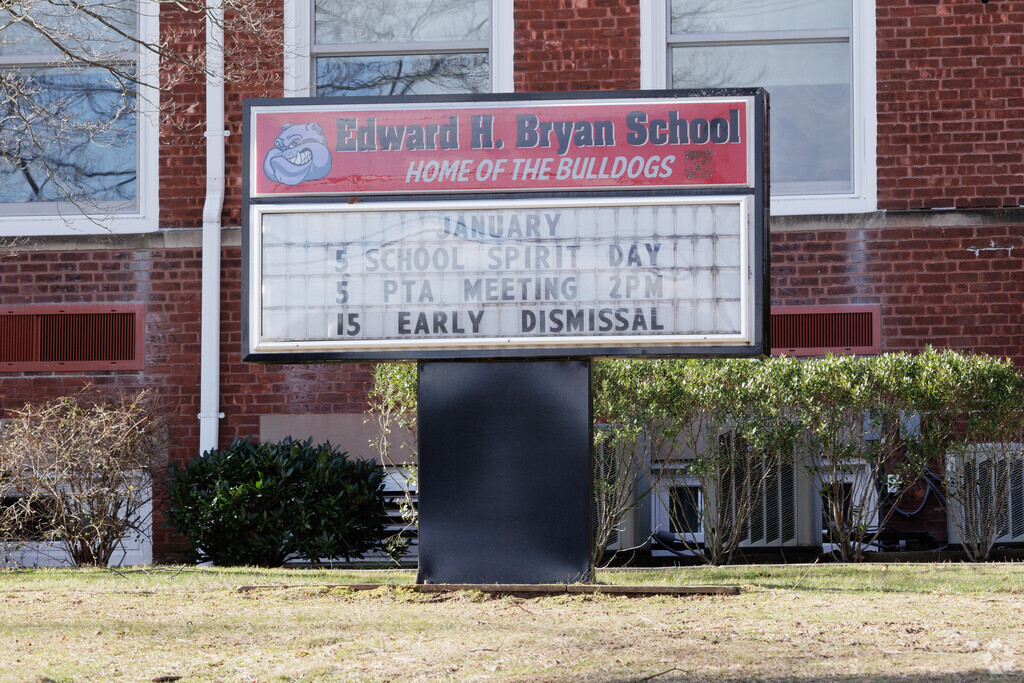 Edward H. Bryan School
HOME OF THE BULLDOGS
JANUARY
5 SCHOOL SPIRIT DAY
5 PTA MEETING 2PM
15 EARLY DISMISSAL